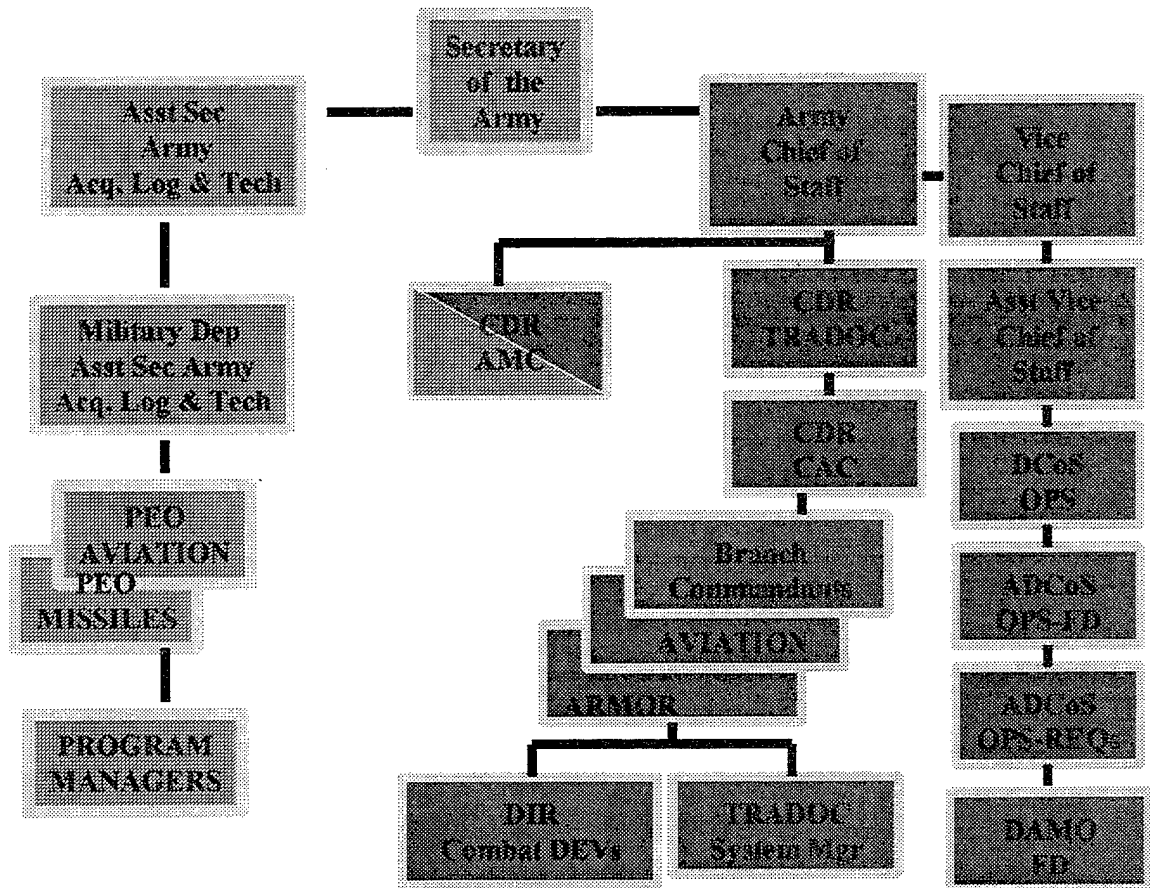 Secretary
of the
Army
Asst Sec
Army
Acq, Log & Tech
Army
Chief of
Staff
Vice
Chief of
Staff
Military Dep
Asst Sec Army
Acq, Log & Tech
CDR
AMC
CDR
TRADOC
Asst Vice
Chief of
Staff
CDR
CAC
DCoS
OPS
PEO
AVIATION
PEO
MISSILES
Branch
Commandants
AVIATION
ARMOR
ADCoS
OPS-FD
ADCoS
OPS-REQs
PROGRAM
MANAGERS
DIR
Combat DEVs
TRADOC
System Mgr
DAMO
FD